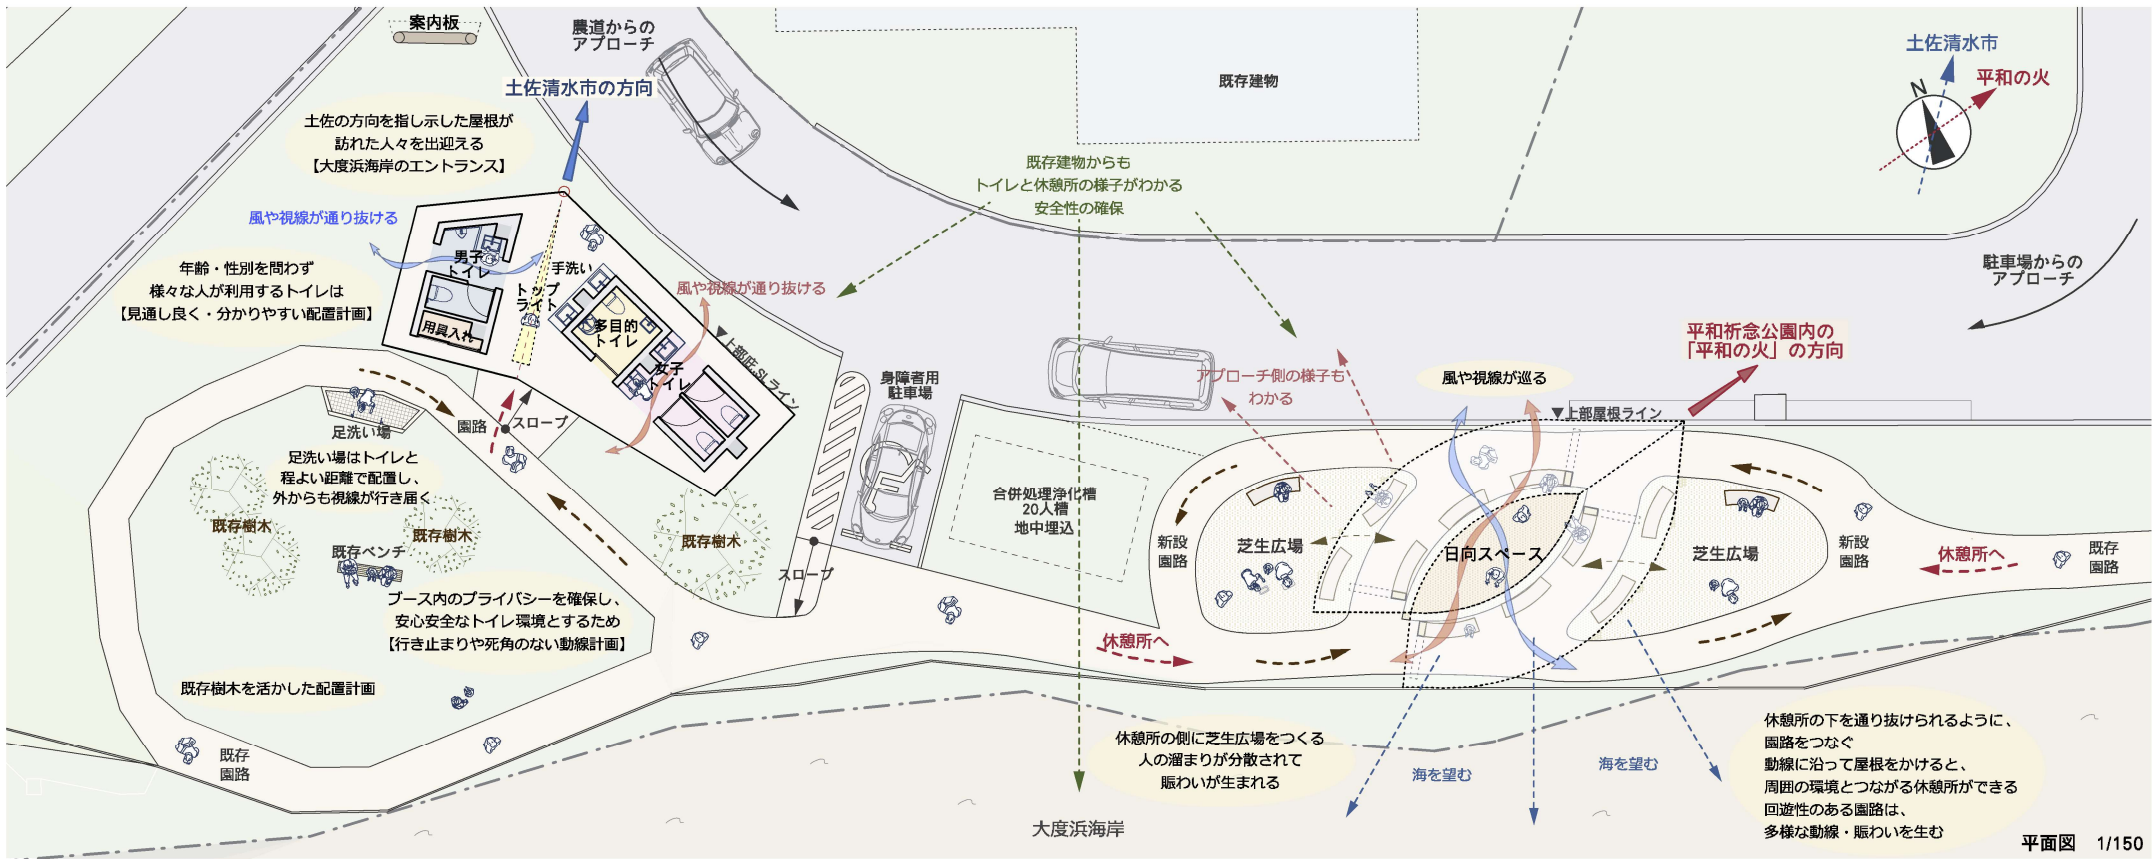 案内板
農道からの
アプローチ
土佐清水市の方向
既存建物
土佐清水市
平和の火
N
土佐の方向を指し示した屋根が
訪れた人々を出迎える
【大度浜海岸のエントランス】
既存建物からも
トイレと休憩所の様子がわかる
安全性の確保
風や視線が通り抜ける
年齢・性別を問わず
様々な人が利用するトイレは
【見通し良く・分かりやすい配置計画】
男子
トイレ
手洗い
トップ
ライト
用具入れ
多目的
トイレ
女子
トイレ
風や視線が通り抜ける
▼上部庇SLライン
駐車場からの
アプローチ
平和祈念公園内の
「平和の火」の方向
アプローチ側の様子も
わかる
風や視線が巡る
▼上部屋根ライン
身障者用
駐車場
足洗い場
園路
スロープ
足洗い場はトイレと
程よい距離で配置し、
外からも視線が行き届く
既存樹木
既存樹木
既存樹木
既存ベンチ
合併処理浄化槽
20人槽
地中埋込
スロープ
新設
園路
芝生広場
日向スペース
芝生広場
新設
園路
休憩所へ
既存
園路
ブース内のプライバシーを確保し、
安心安全なトイレ環境とするため
【行き止まりや死角のない動線計画】
休憩所へ
既存樹木を活かした配置計画
既存
園路
休憩所の側に芝生広場をつくる
人の溜まりが分散されて
賑わいが生まれる
海を望む
海を望む
休憩所の下を通り抜けられるように、
園路をつなぐ
動線に沿って屋根をかけると、
周囲の環境とつながる休憩所ができる
回遊性のある園路は、
多様な動線・賑わいを生む
大度浜海岸
平面図 1/150